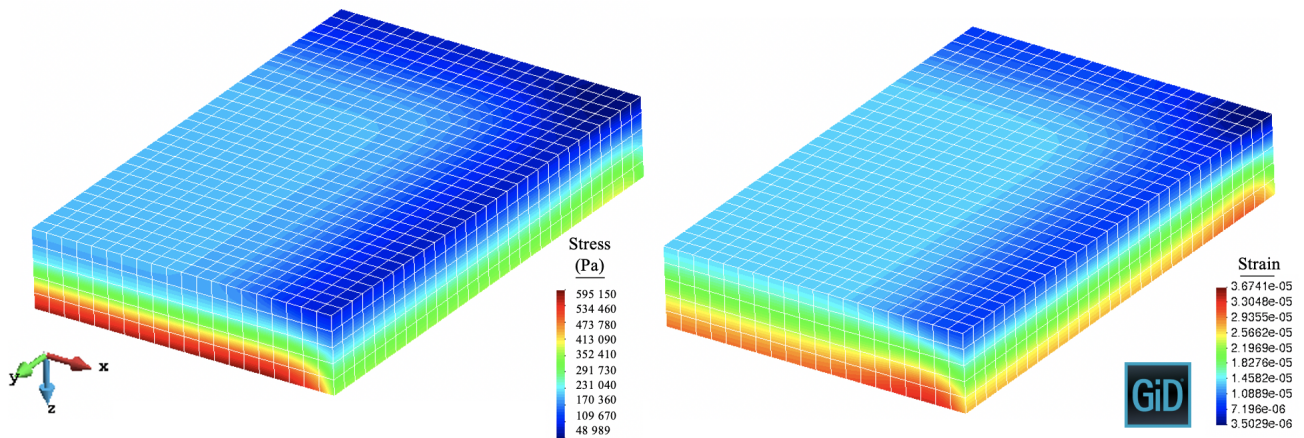 Stress
(Pa)
595 150
534 460
473 780
413 090
352 410
291 730
231 040
170 360
109 670
48 989
x
y
z
Strain
3.6741e-05
3.3048e-05
2.9355e-05
2.5662e-05
2.1969e-05
1.8276e-05
1.4582e-05
1.0889e-05
7.196e-06
3.5029e-06
GiD